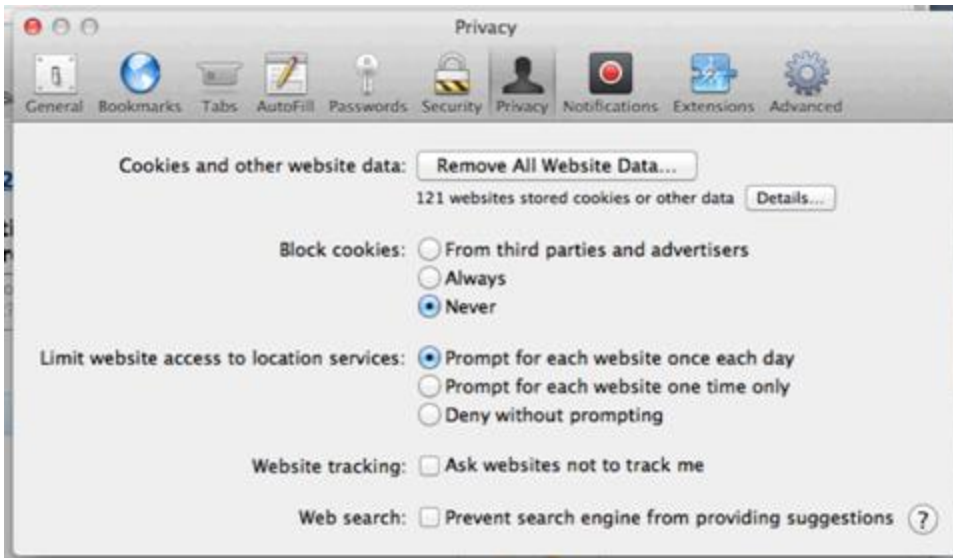 Privacy
General Bookmarks Tabs AutoFill Passwords Security Privacy Notifications Extensions Advanced
Cookies and other website data: Remove All Website Data...
121 websites stored cookies or other data Details...
Block cookies: From third parties and advertisers
Always
Never
Limit website access to location services: Prompt for each website once each day
Prompt for each website one time only
Deny without prompting
Website tracking: Ask websites not to track me
Web search: Prevent search engine from providing suggestions ?